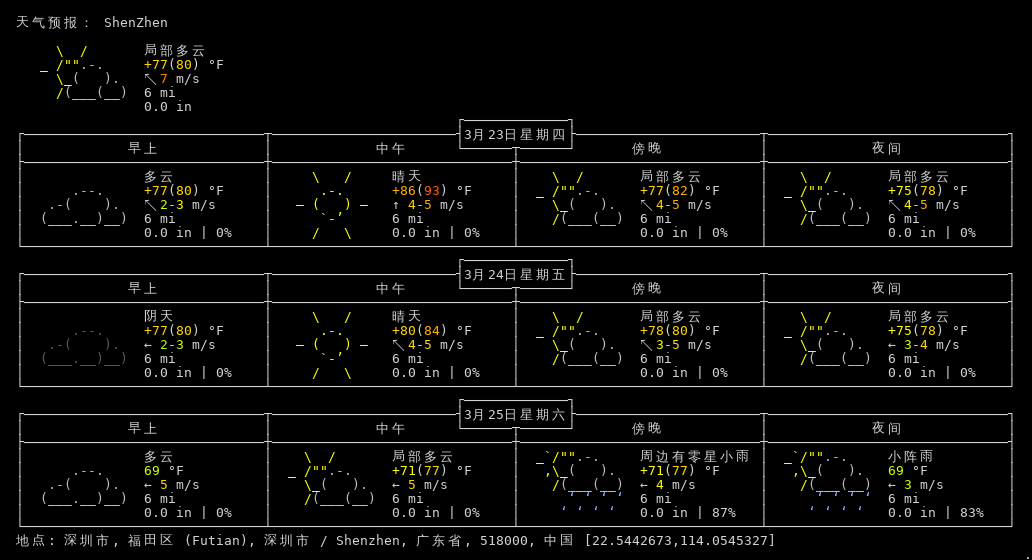 天气预报： ShenZhen
局部多云
+77(80) °F
↖ 7 m/s
6 mi
0.0 in
3月23日星期四
早上 中午 傍晚 夜间
多云 晴天 局部多云 局部多云
+77(80) °F +86(93) °F +77(82) °F +75(78) °F
↖ 2-3 m/s ↑ 4-5 m/s ↖ 4-5 m/s ↖ 4-5 m/s
6 mi 6 mi 6 mi 6 mi
0.0 in | 0% 0.0 in | 0% 0.0 in | 0% 0.0 in | 0%
3月24日星期五
早上 中午 傍晚 夜间
阴天 晴天 局部多云 局部多云
+77(80) °F +80(84) °F +78(80) °F +75(78) °F
← 2-3 m/s ↖ 4-5 m/s ↖ 3-5 m/s ← 3-4 m/s
6 mi 6 mi 6 mi 6 mi
0.0 in | 0% 0.0 in | 0% 0.0 in | 0% 0.0 in | 0%
3月25日星期六
早上 中午 傍晚 夜间
多云 局部多云 周边有零星小雨 小阵雨
69 °F +71(77) °F +71(77) °F 69 °F
← 5 m/s ← 5 m/s ← 4 m/s ← 3 m/s
6 mi 6 mi 6 mi 6 mi
0.0 in | 0% 0.0 in | 0% 0.0 in | 87% 0.0 in | 83%
地点: 深圳市, 福田区 (Futian), 深圳市 / Shenzhen, 广东省, 518000, 中国 [22.5442673,114.0545327]